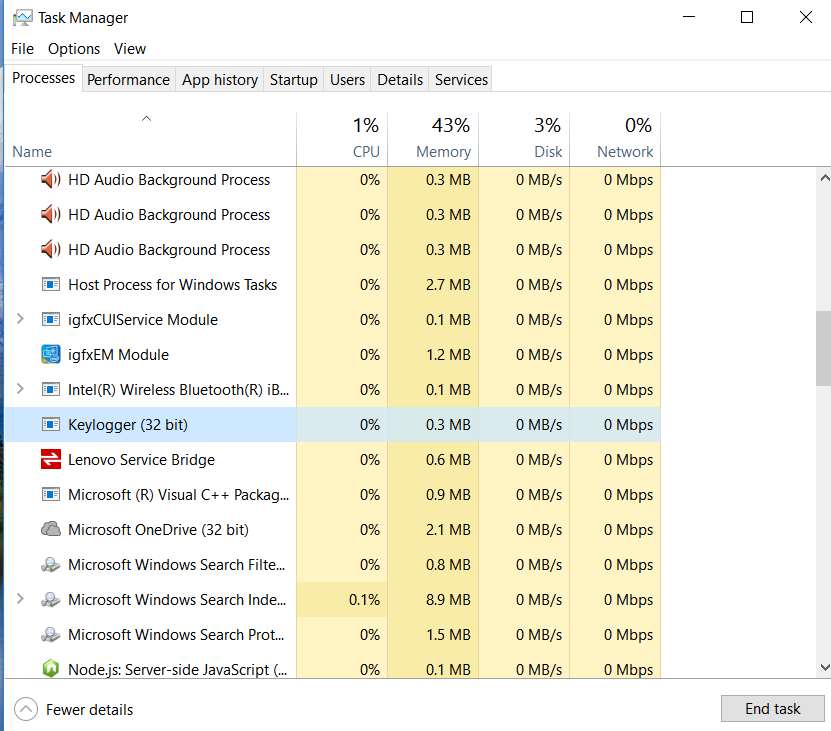 Task Manager
File Options View
Processes Performance App history Startup Users Details Services
1% 43% 3% 0%
Name CPU Memory Disk Network
HD Audio Background Process 0% 0.3 MB 0 MB/s 0 Mbps
HD Audio Background Process 0% 0.3 MB 0 MB/s 0 Mbps
HD Audio Background Process 0% 0.3 MB 0 MB/s 0 Mbps
Host Process for Windows Tasks 0% 2.7 MB 0 MB/s 0 Mbps
igfxCUIService Module 0% 0.1 MB 0 MB/s 0 Mbps
igfxEM Module 0% 1.2 MB 0 MB/s 0 Mbps
Intel(R) Wireless Bluetooth(R) iB... 0% 0.1 MB 0 MB/s 0 Mbps
Keylogger (32 bit) 0% 0.3 MB 0 MB/s 0 Mbps
Lenovo Service Bridge 0% 0.6 MB 0 MB/s 0 Mbps
Microsoft (R) Visual C++ Packag... 0% 0.9 MB 0 MB/s 0 Mbps
Microsoft OneDrive (32 bit) 0% 2.1 MB 0 MB/s 0 Mbps
Microsoft Windows Search Filte... 0% 0.8 MB 0 MB/s 0 Mbps
Microsoft Windows Search Inde... 0.1% 8.9 MB 0 MB/s 0 Mbps
Microsoft Windows Search Prot... 0% 1.5 MB 0 MB/s 0 Mbps
Node.js: Server-side JavaScript (... 0% 0.1 MB 0 MB/s 0 Mbps
Fewer details End task